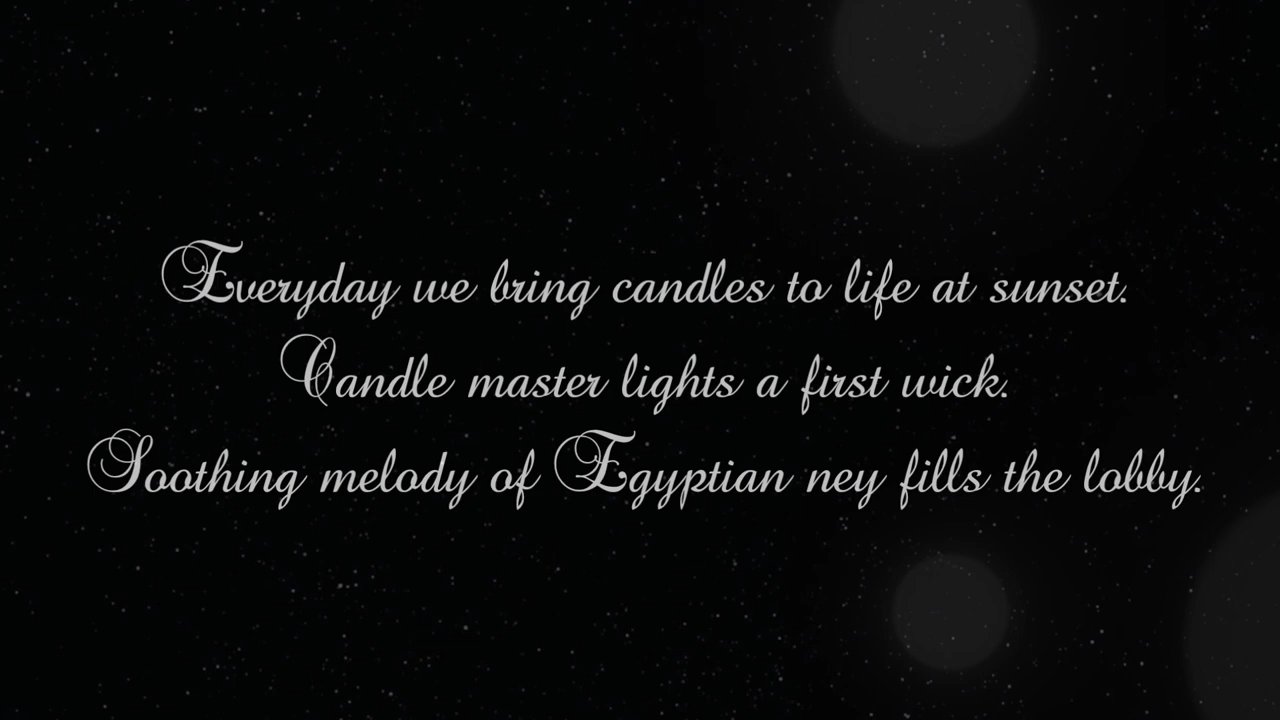 Everyday we bring candles to life at sunset.
Candle master lights a first wick.
Soothing melody of Egyptian ney fills the lobby.